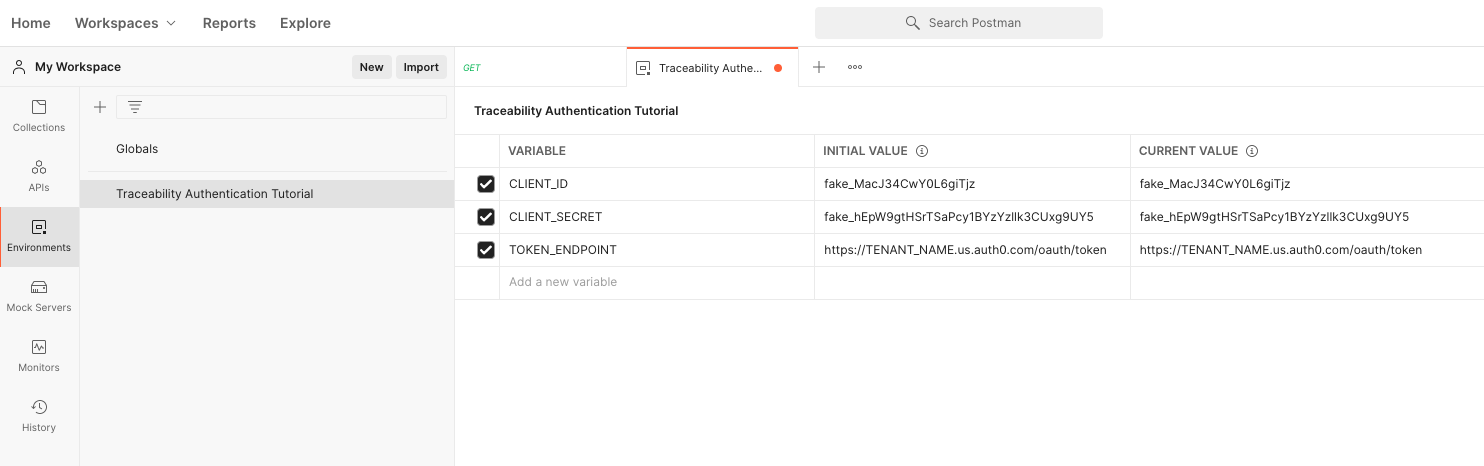 Home Workspaces Reports Explore Search Postman
My Workspace New Import
GET Traceability Authe...
Collections
APIs
Environments
Mock Servers
Monitors
History
Globals
Traceability Authentication Tutorial
Traceability Authentication Tutorial
VARIABLE INITIAL VALUE CURRENT VALUE
CLIENT_ID fake_MacJ34CwY0L6giTjz fake_MacJ34CwY0L6giTjz
CLIENT_SECRET fake_hEpW9gtHSrTSaPcy1BYzYzIlk3CUxg9UY5 fake_hEpW9gtHSrTSaPcy1BYzYzIlk3CUxg9UY5
TOKEN_ENDPOINT https://TENANT_NAME.us.auth0.com/oauth/token https://TENANT_NAME.us.auth0.com/oauth/token
Add a new variable